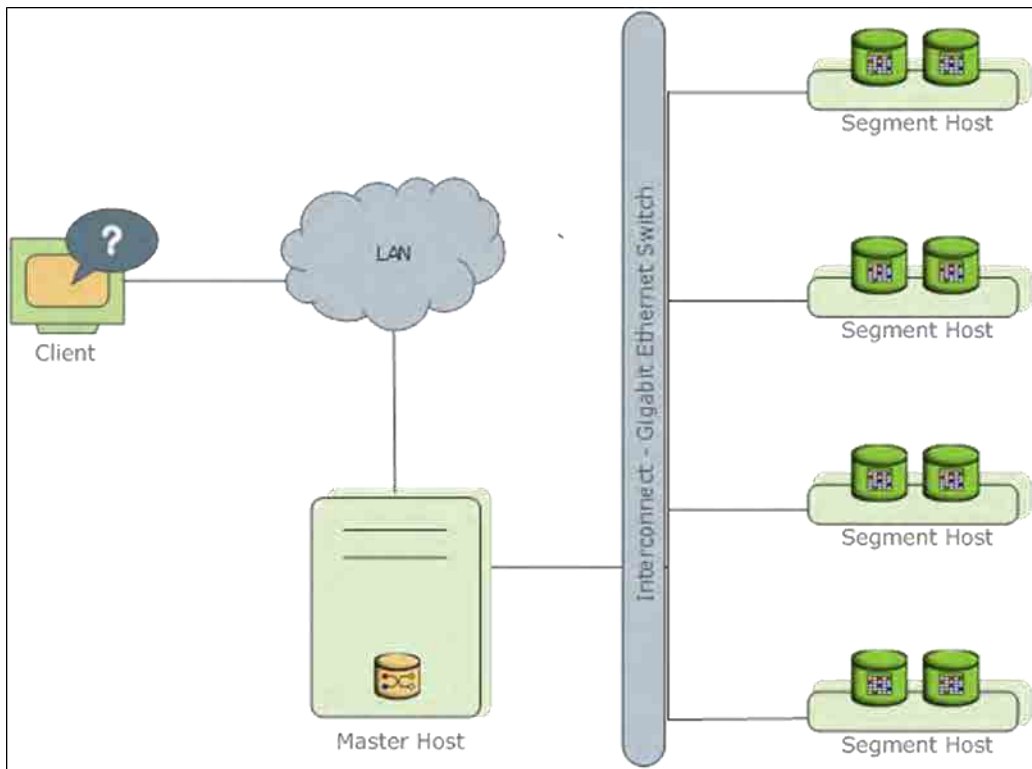 ?
Client
LAN
Master Host
Interconnect - Gigabit Ethernet Switch
Segment Host
Segment Host
Segment Host
Segment Host